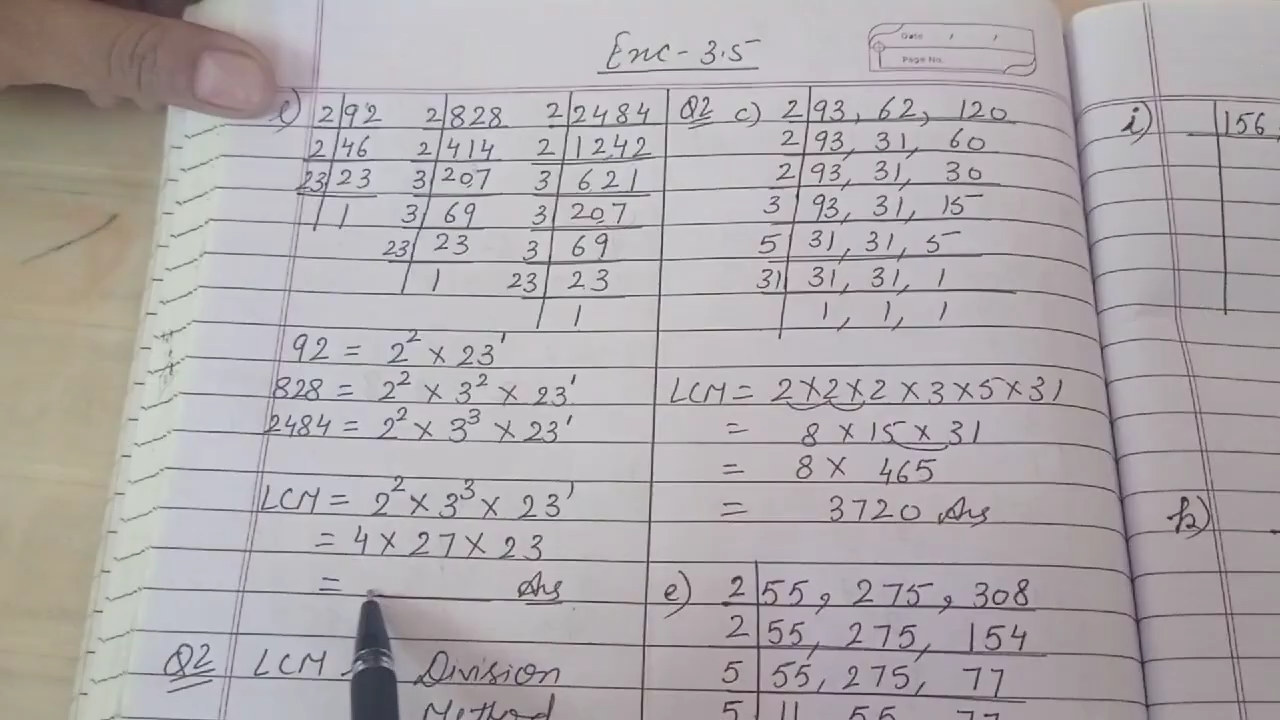 Exc - 3.5
Date / /
Page No.
l) 2|92 2|828 2|2484
2|46 2|414 2|1242
23|23 3|207 3|621
|1 3|69 3|207
23|23 3|69
|1 23|23
|1
92 = 2² × 23¹
828 = 2² × 3² × 23¹
2484 = 2² × 3³ × 23¹
LCM = 2² × 3³ × 23¹
= 4 × 27 × 23
= Ans
Q2 LCM Division
Method
Q2 c) 2|93, 62, 120
2|93, 31, 60
2|93, 31, 30
3|93, 31, 15
5|31, 31, 5
31|31, 31, 1
|1, 1, 1
LCM = 2×2×2×3×5×31
= 8 × 15 × 31
= 8 × 465
= 3720 Ans
e) 2|55, 275, 308
2|55, 275, 154
5|55, 275, 77
5|11 55 77
i) |156
k)